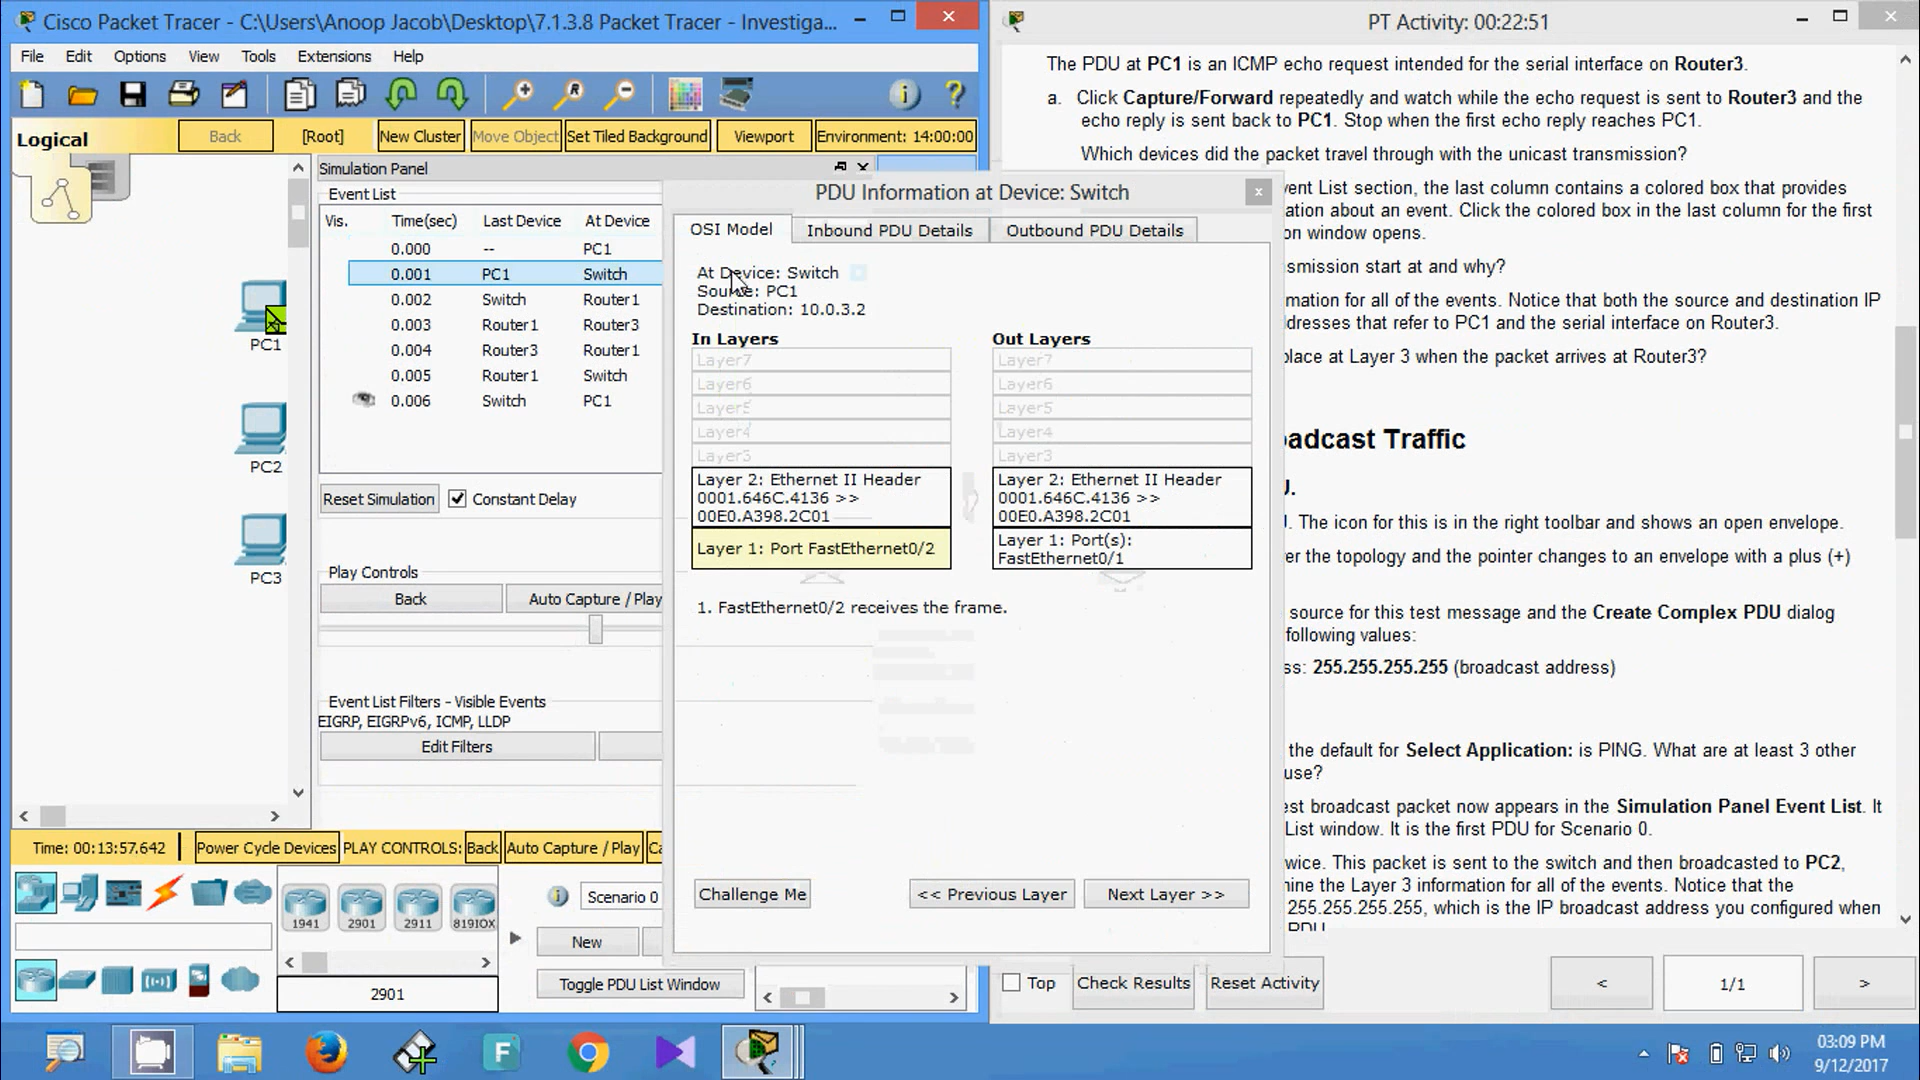 Cisco Packet Tracer - C:\Users\Anoop Jacob\Desktop\7.1.3.8 Packet Tracer - Investiga...
File Edit Options View Tools Extensions Help
Logical
Back
[Root]
New Cluster
Move Object
Set Tiled Background
Viewport
Environment: 14:00:00
PC1
PC2
PC3
Simulation Panel
Event List
Vis. Time(sec) Last Device At Device
0.000 -- PC1
0.001 PC1 Switch
0.002 Switch Router1
0.003 Router1 Router3
0.004 Router3 Router1
0.005 Router1 Switch
0.006 Switch PC1
Reset Simulation
Constant Delay
Play Controls
Back
Auto Capture / Play
Event List Filters - Visible Events
EIGRP, EIGRPv6, ICMP, LLDP
Edit Filters
PDU Information at Device: Switch
OSI Model
Inbound PDU Details
Outbound PDU Details
At Device: Switch
Source: PC1
Destination: 10.0.3.2
In Layers
Layer7
Layer6
Layer5
Layer4
Layer3
Layer 2: Ethernet II Header
0001.646C.4136 >>
00E0.A398.2C01
Layer 1: Port FastEthernet0/2
Out Layers
Layer7
Layer6
Layer5
Layer4
Layer3
Layer 2: Ethernet II Header
0001.646C.4136 >>
00E0.A398.2C01
Layer 1: Port(s):
FastEthernet0/1
1. FastEthernet0/2 receives the frame.
Challenge Me
<< Previous Layer
Next Layer >>
Time: 00:13:57.642
Power Cycle Devices
PLAY CONTROLS:
Back
Auto Capture / Play
Ca
1941
2901
2911
819IOX
2901
Scenario 0
New
Toggle PDU List Window
PT Activity: 00:22:51
The PDU at PC1 is an ICMP echo request intended for the serial interface on Router3.
a. Click Capture/Forward repeatedly and watch while the echo request is sent to Router3 and the
echo reply is sent back to PC1. Stop when the first echo reply reaches PC1.
Which devices did the packet travel through with the unicast transmission?
vent List section, the last column contains a colored box that provides
ation about an event. Click the colored box in the last column for the first
on window opens.
smission start at and why?
mation for all of the events. Notice that both the source and destination IP
ddresses that refer to PC1 and the serial interface on Router3.
place at Layer 3 when the packet arrives at Router3?
adcast Traffic
U.
J. The icon for this is in the right toolbar and shows an open envelope.
er the topology and the pointer changes to an envelope with a plus (+)
source for this test message and the Create Complex PDU dialog
following values:
ss: 255.255.255.255 (broadcast address)
the default for Select Application: is PING. What are at least 3 other
use?
est broadcast packet now appears in the Simulation Panel Event List. It
List window. It is the first PDU for Scenario 0.
wice. This packet is sent to the switch and then broadcasted to PC2,
nine the Layer 3 information for all of the events. Notice that the
255.255.255.255, which is the IP broadcast address you configured when
PDU
Top
Check Results
Reset Activity
<
1/1
>
03:09 PM
9/12/2017